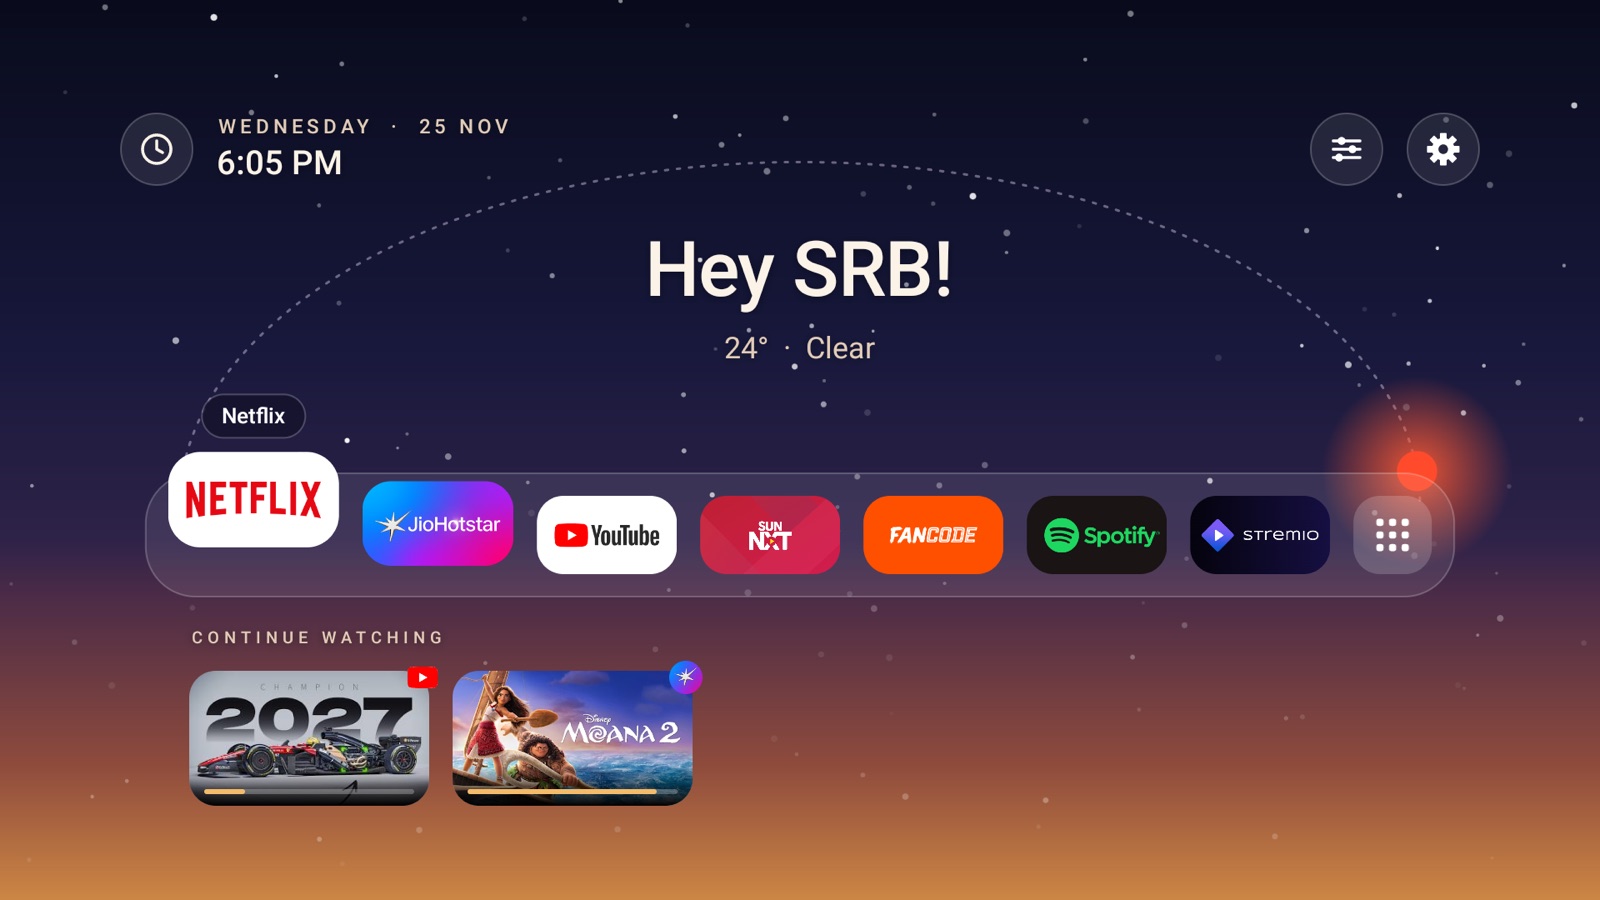 WEDNESDAY · 25 NOV
6:05 PM
Hey SRB!
24° · Clear
Netflix
NETFLIX
JioHotstar
YouTube
SUN
NXT
FANCODE
Spotify
STREMIO
CONTINUE WATCHING
CHAMPION
2027
Disney
MOANA 2